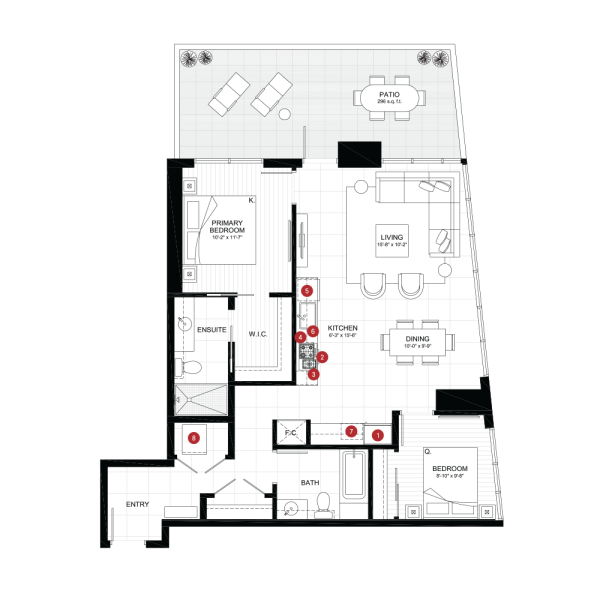 PATIO
296 s.q. f.t.
K.
PRIMARY
BEDROOM
10'-2" x 11'-7"
LIVING
10'-8" x 10'-2"
5
ENSUITE
W.I.C.
6
4
KITCHEN
6'-3" x 15'-6"
2
3
DINING
10'-0" x 9'-9"
F.C.
7
1
8
Q.
BEDROOM
8'-10" x 9'-8"
BATH
ENTRY